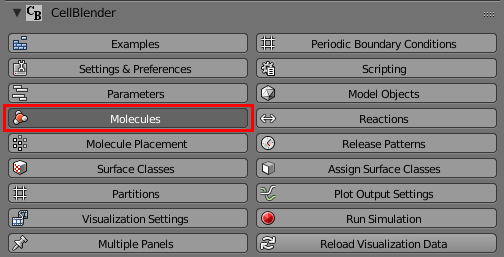 CB CellBlender
Examples
Periodic Boundary Conditions
Settings & Preferences
Scripting
Parameters
Model Objects
Molecules
Reactions
Molecule Placement
Release Patterns
Surface Classes
Assign Surface Classes
Partitions
Plot Output Settings
Visualization Settings
Run Simulation
Multiple Panels
Reload Visualization Data